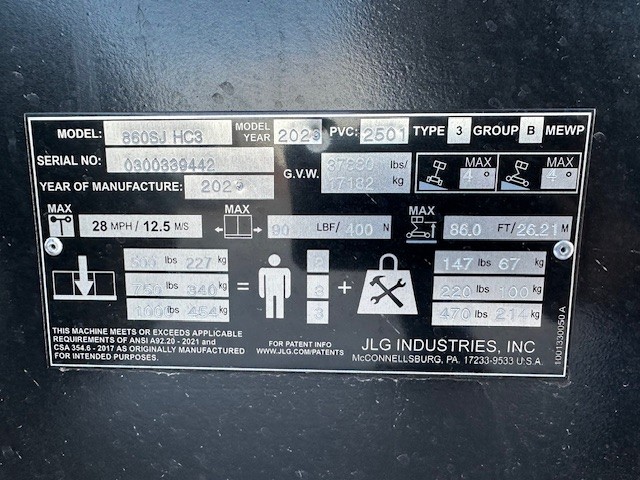 MODEL: 860SJ HC3 MODEL YEAR PVC: 2501 TYPE 3 GROUP B MEWP
SERIAL NO: 0300339442
G.V.W. lbs/ kg
MAX 4° MAX 4°
YEAR OF MANUFACTURE:
MAX 28 MPH / 12.5 M/S
MAX LBF/ 400 N
MAX 86.0 FT/26.21 M
500 lbs 227 kg = 2 + 147 lbs 67 kg
750 lbs 340 kg 3 220 lbs 100 kg
1000 lbs 454 kg 3 470 lbs 214 kg
THIS MACHINE MEETS OR EXCEEDS APPLICABLE
REQUIREMENTS OF ANSI A92.20 - 2021 and
CSA 354.6 - 2017 AS ORIGINALLY MANUFACTURED
FOR INTENDED PURPOSES.
FOR PATENT INFO
WWW.JLG.COM/PATENTS
JLG INDUSTRIES, INC
McCONNELLSBURG, PA. 17233-9533 U.S.A.
1001330050 A